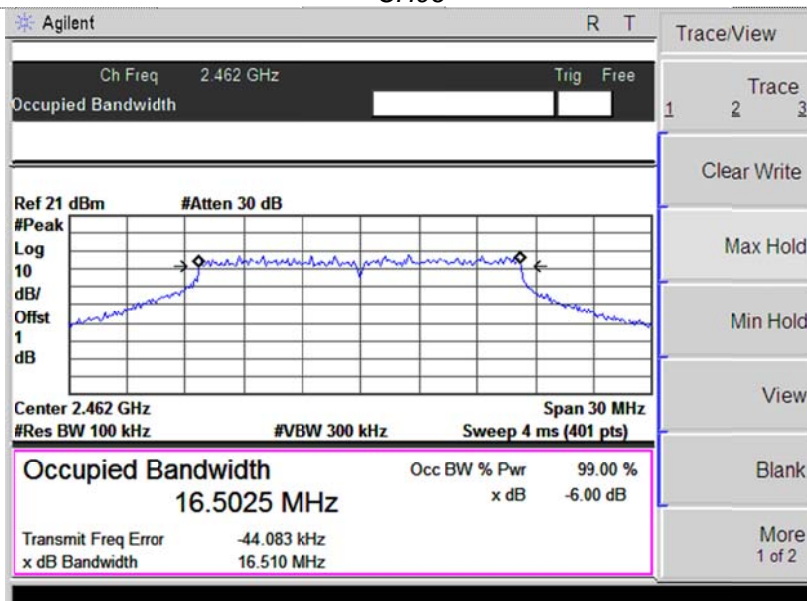 Agilent R T
Trace/View
Ch Freq 2.462 GHz Trig Free
Occupied Bandwidth
Trace
1 2 3
Clear Write
Ref 21 dBm #Atten 30 dB
#Peak
Log
10
dB/
Offst
1
dB
Max Hold
Min Hold
View
Center 2.462 GHz Span 30 MHz
#Res BW 100 kHz #VBW 300 kHz Sweep 4 ms (401 pts)
Occupied Bandwidth Occ BW % Pwr 99.00 %
16.5025 MHz x dB -6.00 dB
Transmit Freq Error -44.083 kHz
x dB Bandwidth 16.510 MHz
Blank
More
1 of 2